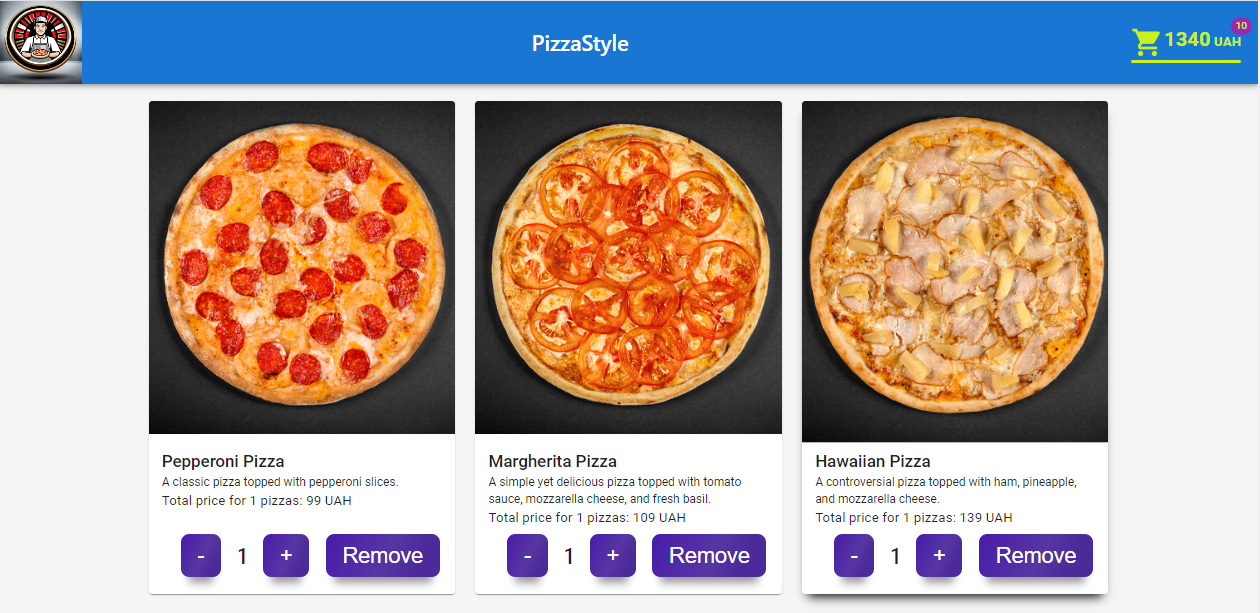 PizzaStyle
10
1340 UAH
Pepperoni Pizza
A classic pizza topped with pepperoni slices.
Total price for 1 pizzas: 99 UAH
- 1 + Remove
Margherita Pizza
A simple yet delicious pizza topped with tomato
sauce, mozzarella cheese, and fresh basil.
Total price for 1 pizzas: 109 UAH
- 1 + Remove
Hawaiian Pizza
A controversial pizza topped with ham, pineapple,
and mozzarella cheese.
Total price for 1 pizzas: 139 UAH
- 1 + Remove